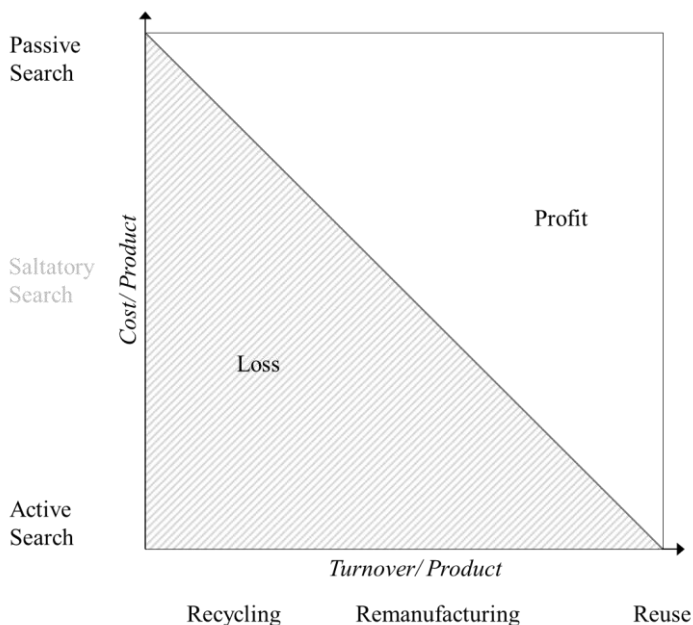 Passive
Search
Profit
Saltatory
Search
Cost/ Product
Loss
Active
Search
Turnover/ Product
Recycling Remanufacturing Reuse